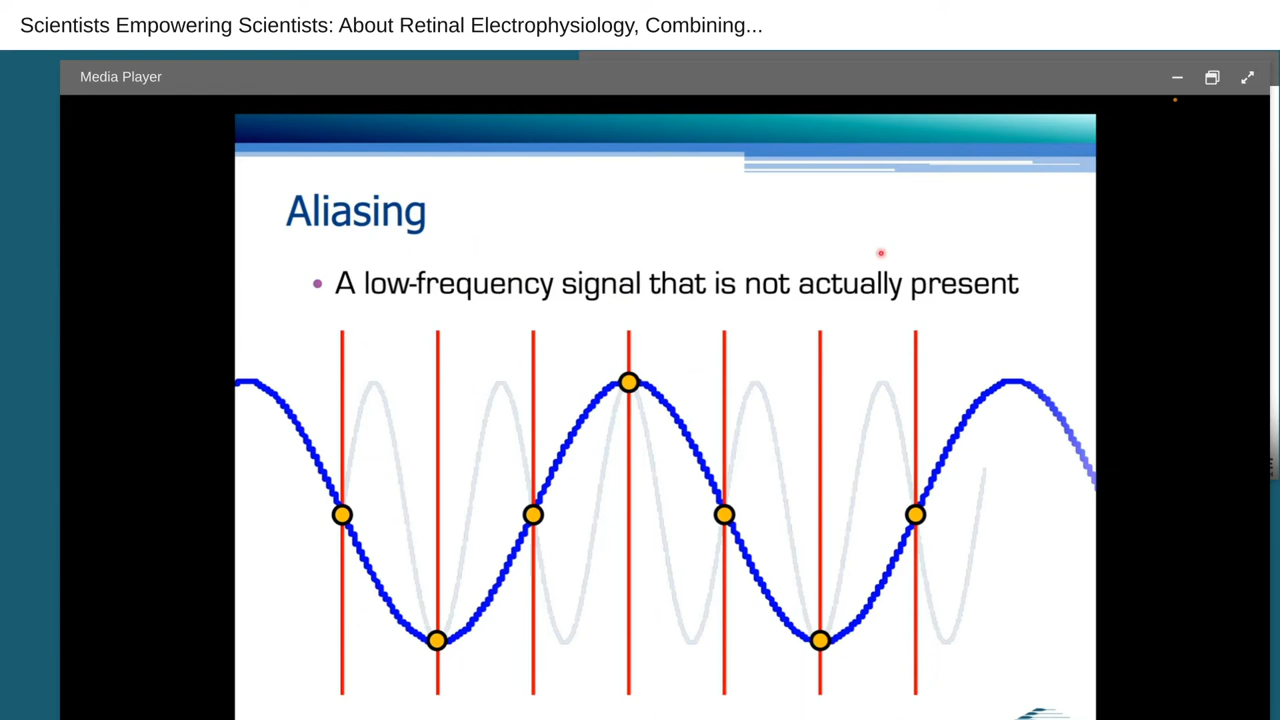 Scientists Empowering Scientists: About Retinal Electrophysiology, Combining...
Media Player
Aliasing
• A low-frequency signal that is not actually present